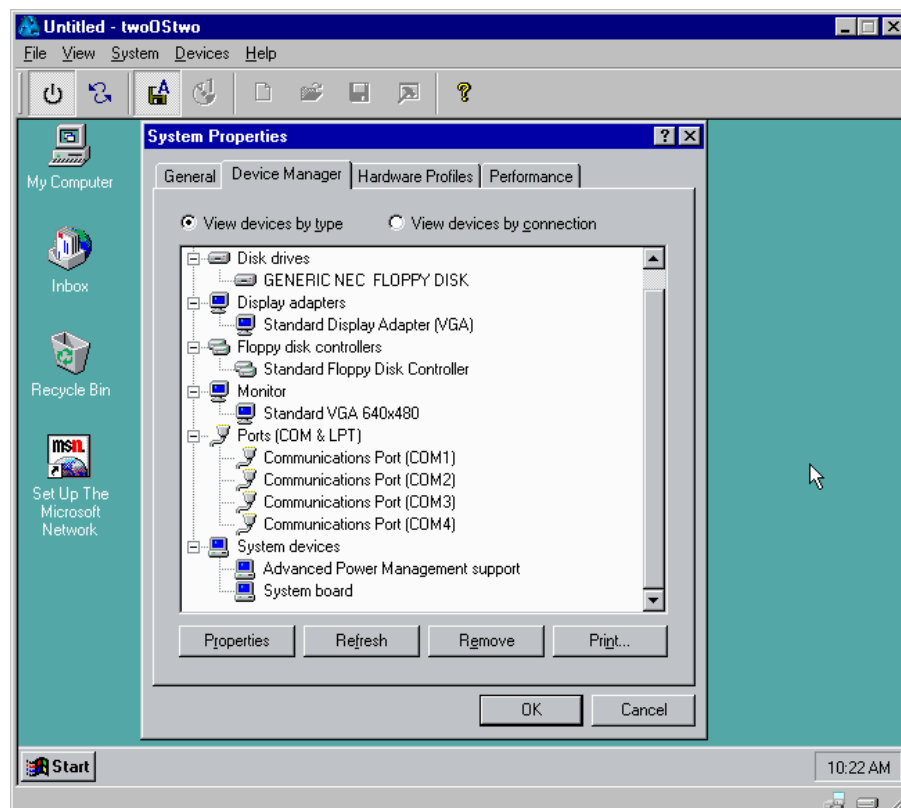 Untitled - twoOStwo
File View System Devices Help
My Computer
Inbox
Recycle Bin
msn.
Set Up The
Microsoft
Network
System Properties
General Device Manager Hardware Profiles Performance
View devices by type View devices by connection
Disk drives
GENERIC NEC FLOPPY DISK
Display adapters
Standard Display Adapter (VGA)
Floppy disk controllers
Standard Floppy Disk Controller
Monitor
Standard VGA 640x480
Ports (COM & LPT)
Communications Port (COM1)
Communications Port (COM2)
Communications Port (COM3)
Communications Port (COM4)
System devices
Advanced Power Management support
System board
Properties Refresh Remove Print...
OK Cancel
Start 10:22 AM